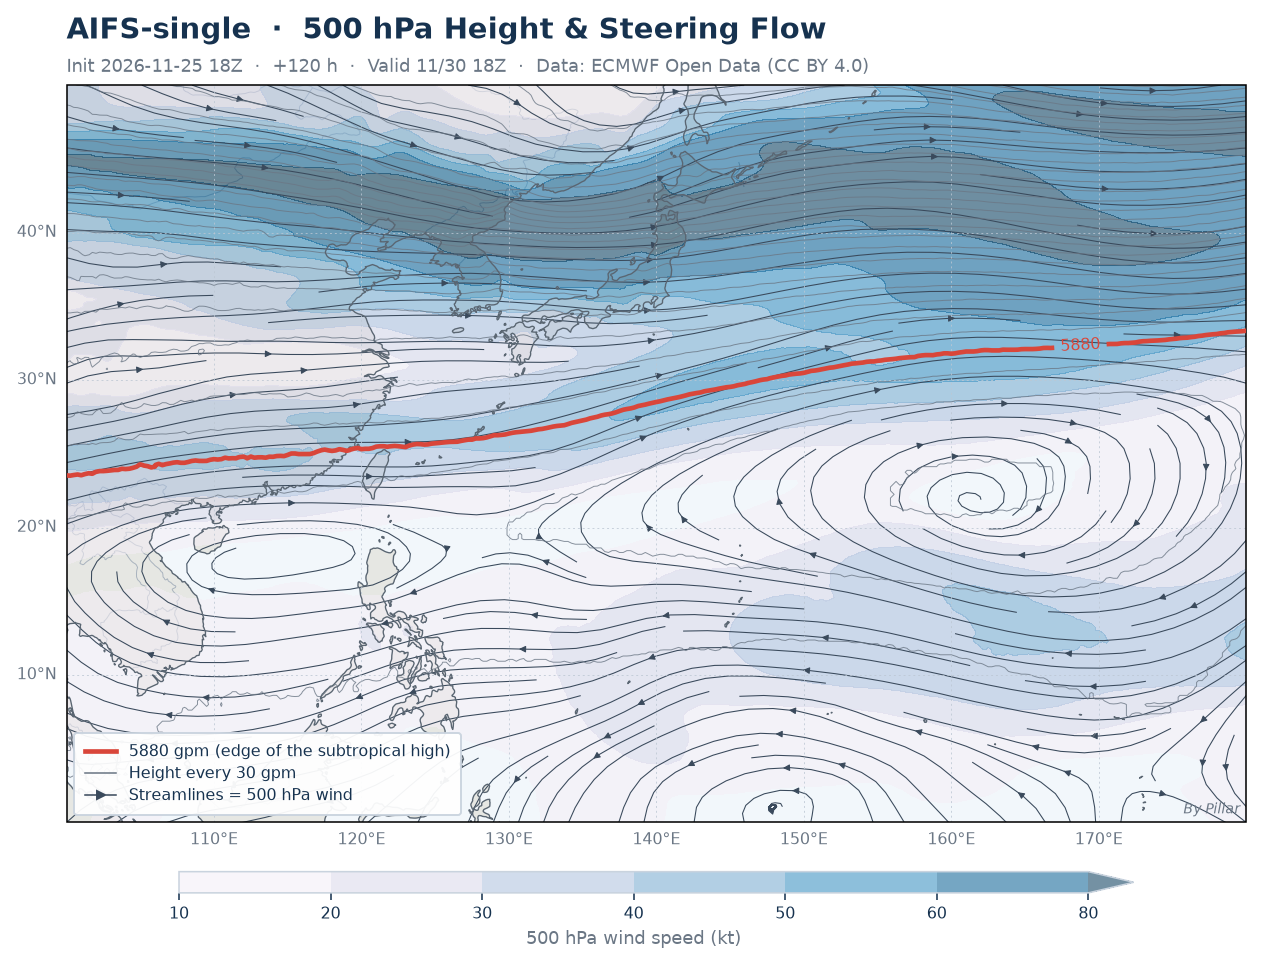 AIFS-single · 500 hPa Height & Steering Flow
Init 2026-11-25 18Z · +120 h · Valid 11/30 18Z · Data: ECMWF Open Data (CC BY 4.0)
40°N
30°N
20°N
10°N
5880
5880 gpm (edge of the subtropical high)
Height every 30 gpm
Streamlines = 500 hPa wind
By Pillar
110°E 120°E 130°E 140°E 150°E 160°E 170°E
10 20 30 40 50 60 80
500 hPa wind speed (kt)